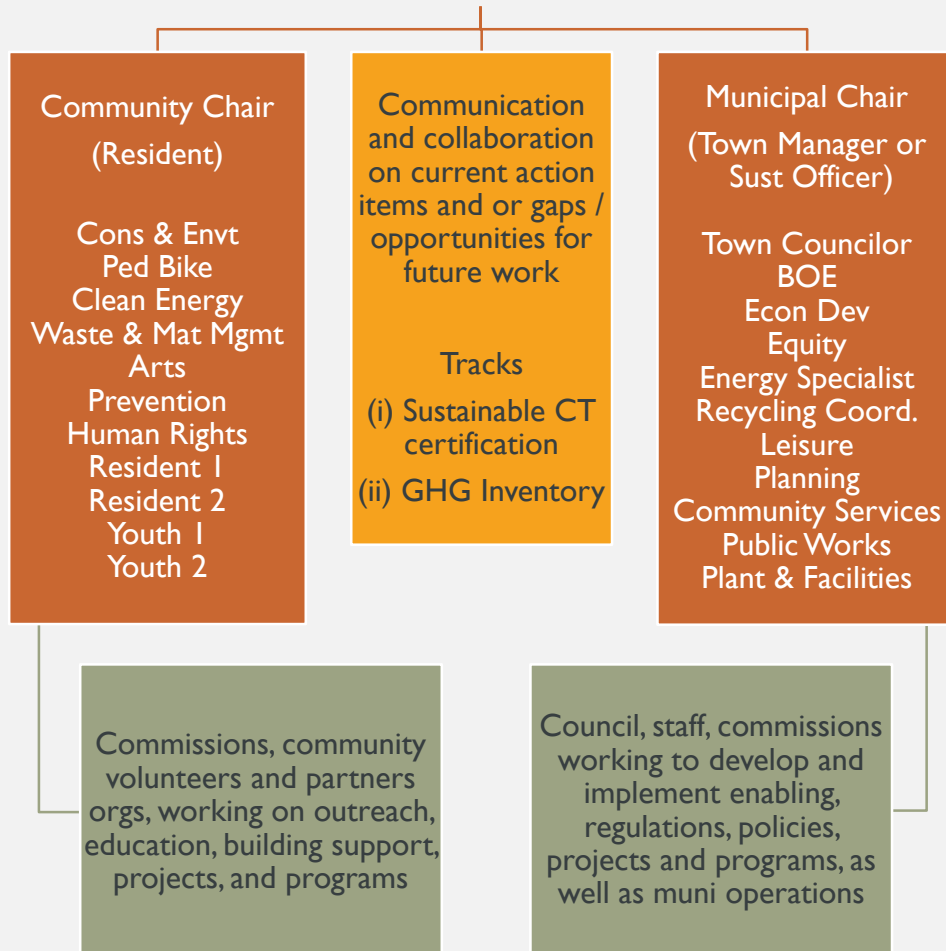 Community Chair
(Resident)
Cons & Envt
Ped Bike
Clean Energy
Waste & Mat Mgmt
Arts
Prevention
Human Rights
Resident 1
Resident 2
Youth 1
Youth 2
Communication
and collaboration
on current action
items and or gaps /
opportunities for
future work
Tracks
(i) Sustainable CT
certification
(ii) GHG Inventory
Municipal Chair
(Town Manager or
Sust Officer)
Town Councilor
BOE
Econ Dev
Equity
Energy Specialist
Recycling Coord.
Leisure
Planning
Community Services
Public Works
Plant & Facilities
Commissions, community
volunteers and partners
orgs, working on outreach,
education, building support,
projects, and programs
Council, staff, commissions
working to develop and
implement enabling,
regulations, policies,
projects and programs, as
well as muni operations